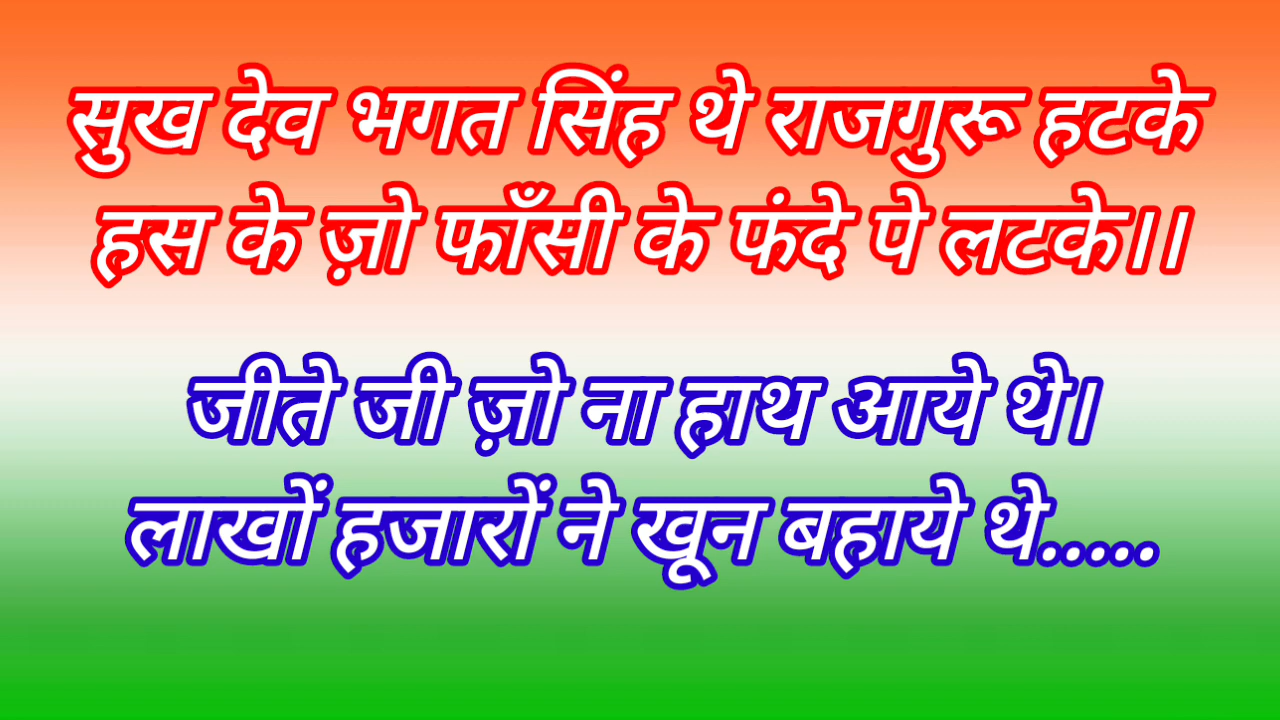 सुख देव भगत सिंह थे राजगुरू हटके
हस के ज़ो फाँसी के फंदे पे लटके।।
जीते जी ज़ो ना हाथ आये थे।
लाखों हजारों ने खून बहाये थे.....